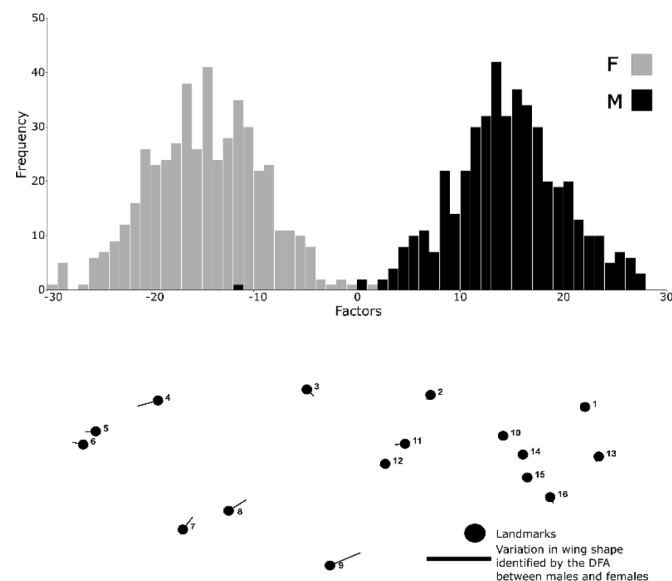 50
40
30
20
10
0
Frequency
F
M
-30 -20 -10 0 10 20 30
Factors
1
2
3
4
5
6
7
8
9
10
11
12
13
14
15
16
Landmarks
Variation in wing shape
identified by the DFA
between males and females